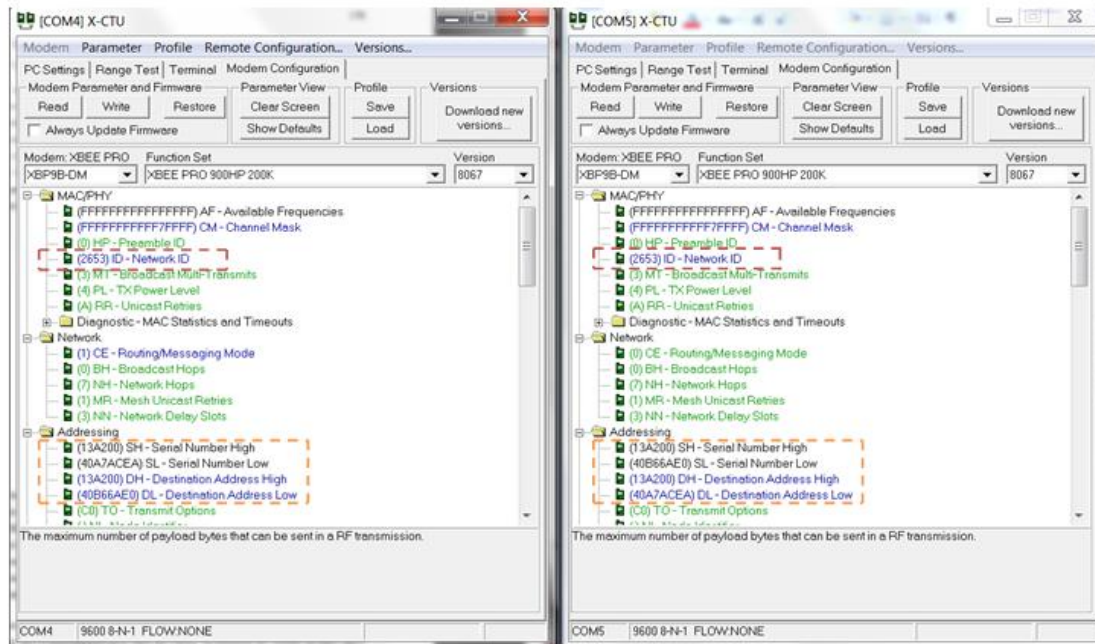 [COM4] X-CTU
Modem Parameter Profile Remote Configuration... Versions...
PC Settings Range Test Terminal Modem Configuration
Modem Parameter and Firmware Parameter View Profile Versions
Read Write Restore Clear Screen Save Download new versions...
Always Update Firmware Show Defaults Load
Modem: XBEE PRO Function Set Version
XBP9B-DM XBEE PRO 900HP 200K 8067
MAC/PHY
(FFFFFFFFFFFFFFFF) AF - Available Frequencies
(FFFFFFFFFFF7FFFF) CM - Channel Mask
(0) HP - Preamble ID
(2653) ID - Network ID
(3) MT - Broadcast Multi-Transmits
(4) PL - TX Power Level
(A) RR - Unicast Retries
Diagnostic - MAC Statistics and Timeouts
Network
(1) CE - Routing/Messaging Mode
(0) BH - Broadcast Hops
(7) NH - Network Hops
(1) MR - Mesh Unicast Retries
(3) NN - Network Delay Slots
Addressing
(13A200) SH - Serial Number High
(40A7ACEA) SL - Serial Number Low
(13A200) DH - Destination Address High
(40B66AE0) DL - Destination Address Low
(C0) TO - Transmit Options
The maximum number of payload bytes that can be sent in a RF transmission.
COM4 9600 8-N-1 FLOW:NONE
[COM5] X-CTU
Modem Parameter Profile Remote Configuration... Versions...
PC Settings Range Test Terminal Modem Configuration
Modem Parameter and Firmware Parameter View Profile Versions
Read Write Restore Clear Screen Save Download new versions...
Always Update Firmware Show Defaults Load
Modem: XBEE PRO Function Set Version
XBP9B-DM XBEE PRO 900HP 200K 8067
MAC/PHY
(FFFFFFFFFFFFFFFF) AF - Available Frequencies
(FFFFFFFFFFF7FFFF) CM - Channel Mask
(0) HP - Preamble ID
(2653) ID - Network ID
(3) MT - Broadcast Multi-Transmits
(4) PL - TX Power Level
(A) RR - Unicast Retries
Diagnostic - MAC Statistics and Timeouts
Network
(0) CE - Routing/Messaging Mode
(0) BH - Broadcast Hops
(7) NH - Network Hops
(1) MR - Mesh Unicast Retries
(3) NN - Network Delay Slots
Addressing
(13A200) SH - Serial Number High
(40B66AE0) SL - Serial Number Low
(13A200) DH - Destination Address High
(40A7ACEA) DL - Destination Address Low
(C0) TO - Transmit Options
The maximum number of payload bytes that can be sent in a RF transmission.
COM5 9600 8-N-1 FLOW:NONE